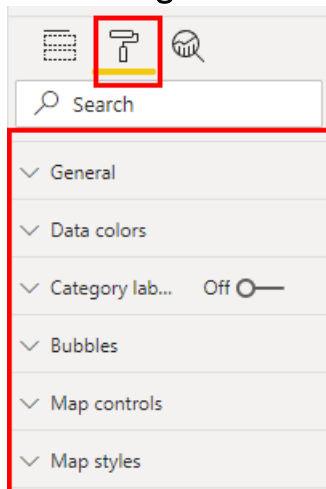 Search
General
Data colors
Category lab... Off
Bubbles
Map controls
Map styles